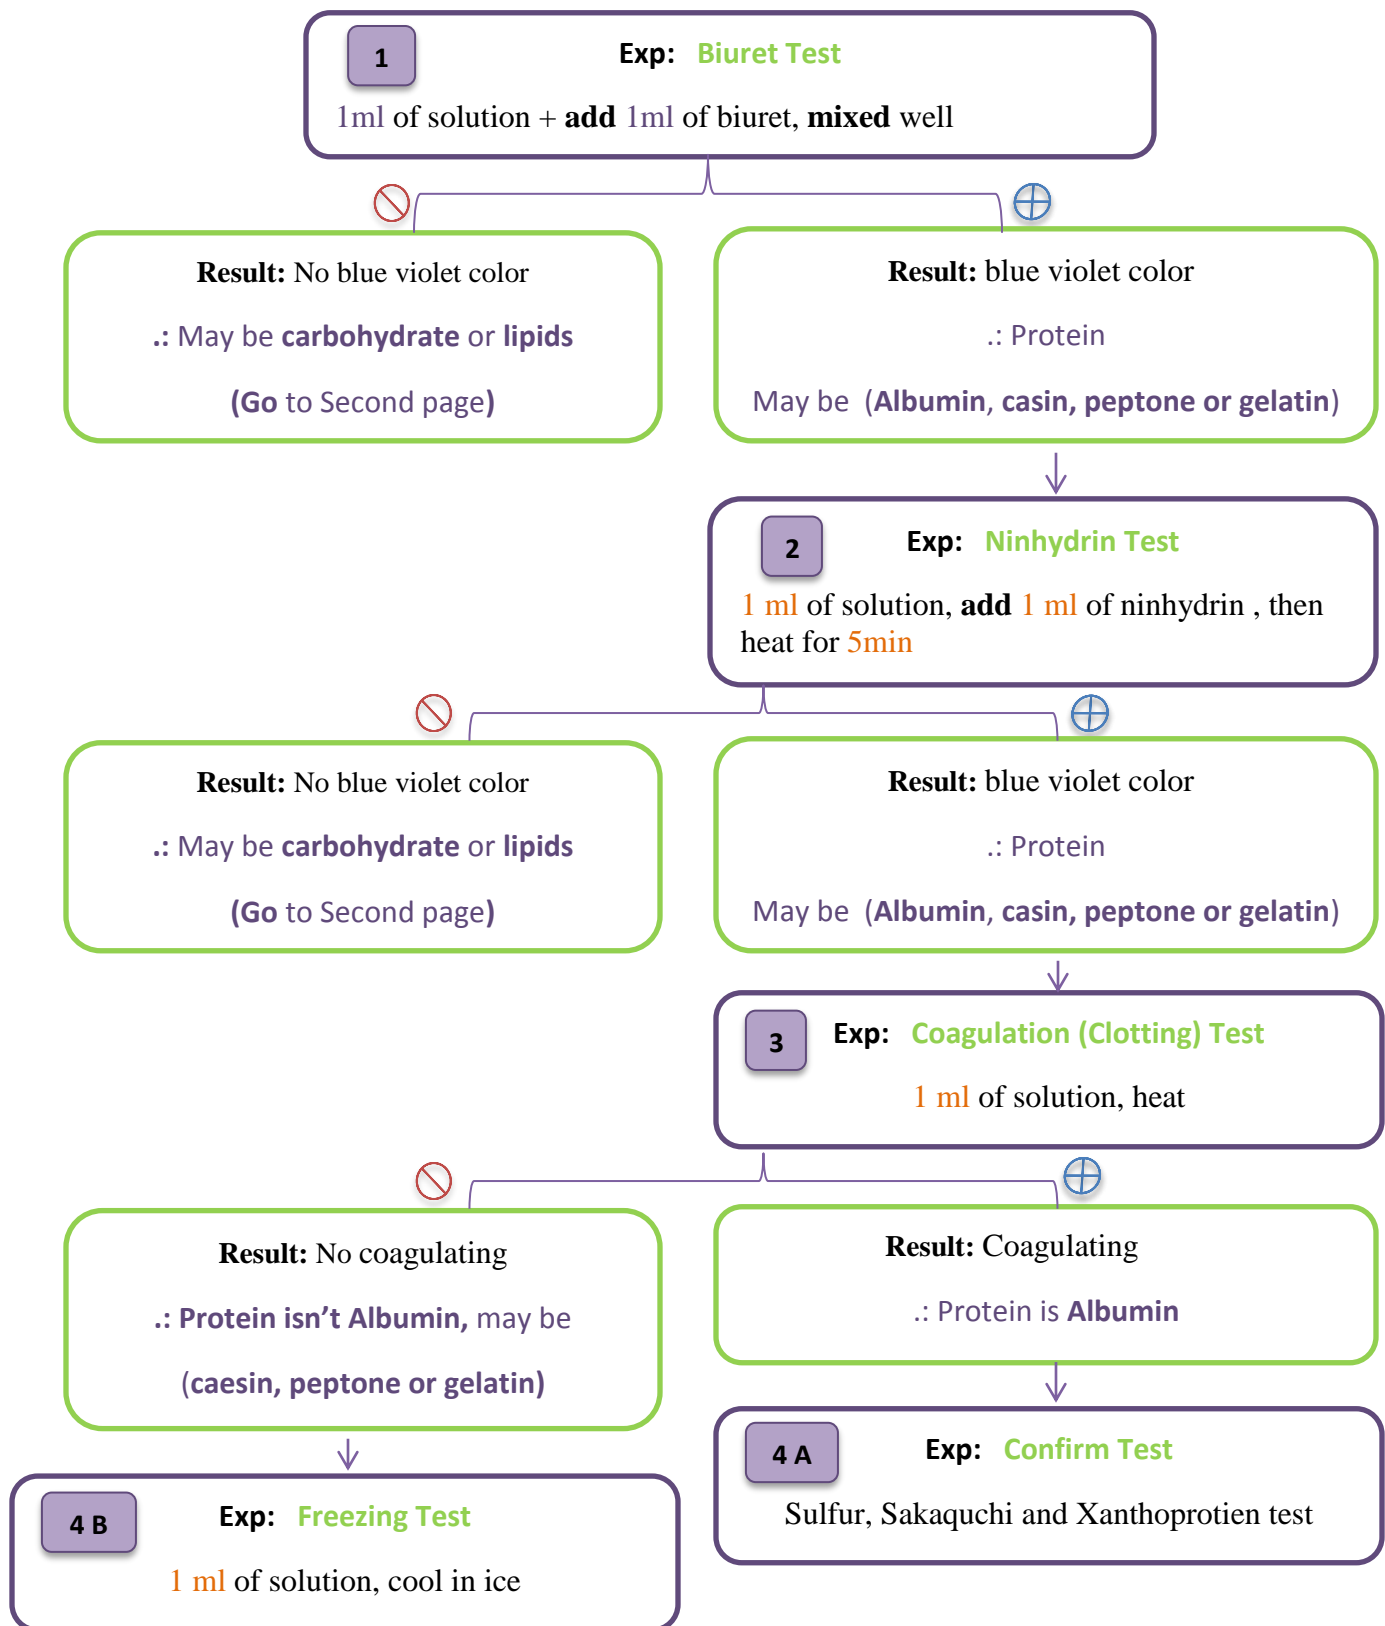 1
Exp: Biuret Test
1ml of solution + add 1ml of biuret, mixed well
Result: No blue violet color
.: May be carbohydrate or lipids
(Go to Second page)
Result: blue violet color
.: Protein
May be (Albumin, casin, peptone or gelatin)
2
Exp: Ninhydrin Test
1 ml of solution, add 1 ml of ninhydrin , then
heat for 5min
Result: No blue violet color
.: May be carbohydrate or lipids
(Go to Second page)
Result: blue violet color
.: Protein
May be (Albumin, casin, peptone or gelatin)
3
Exp: Coagulation (Clotting) Test
1 ml of solution, heat
Result: No coagulating
.: Protein isn’t Albumin, may be
(caesin, peptone or gelatin)
Result: Coagulating
.: Protein is Albumin
4 A
Exp: Confirm Test
Sulfur, Sakaquchi and Xanthoprotien test
4 B
Exp: Freezing Test
1 ml of solution, cool in ice